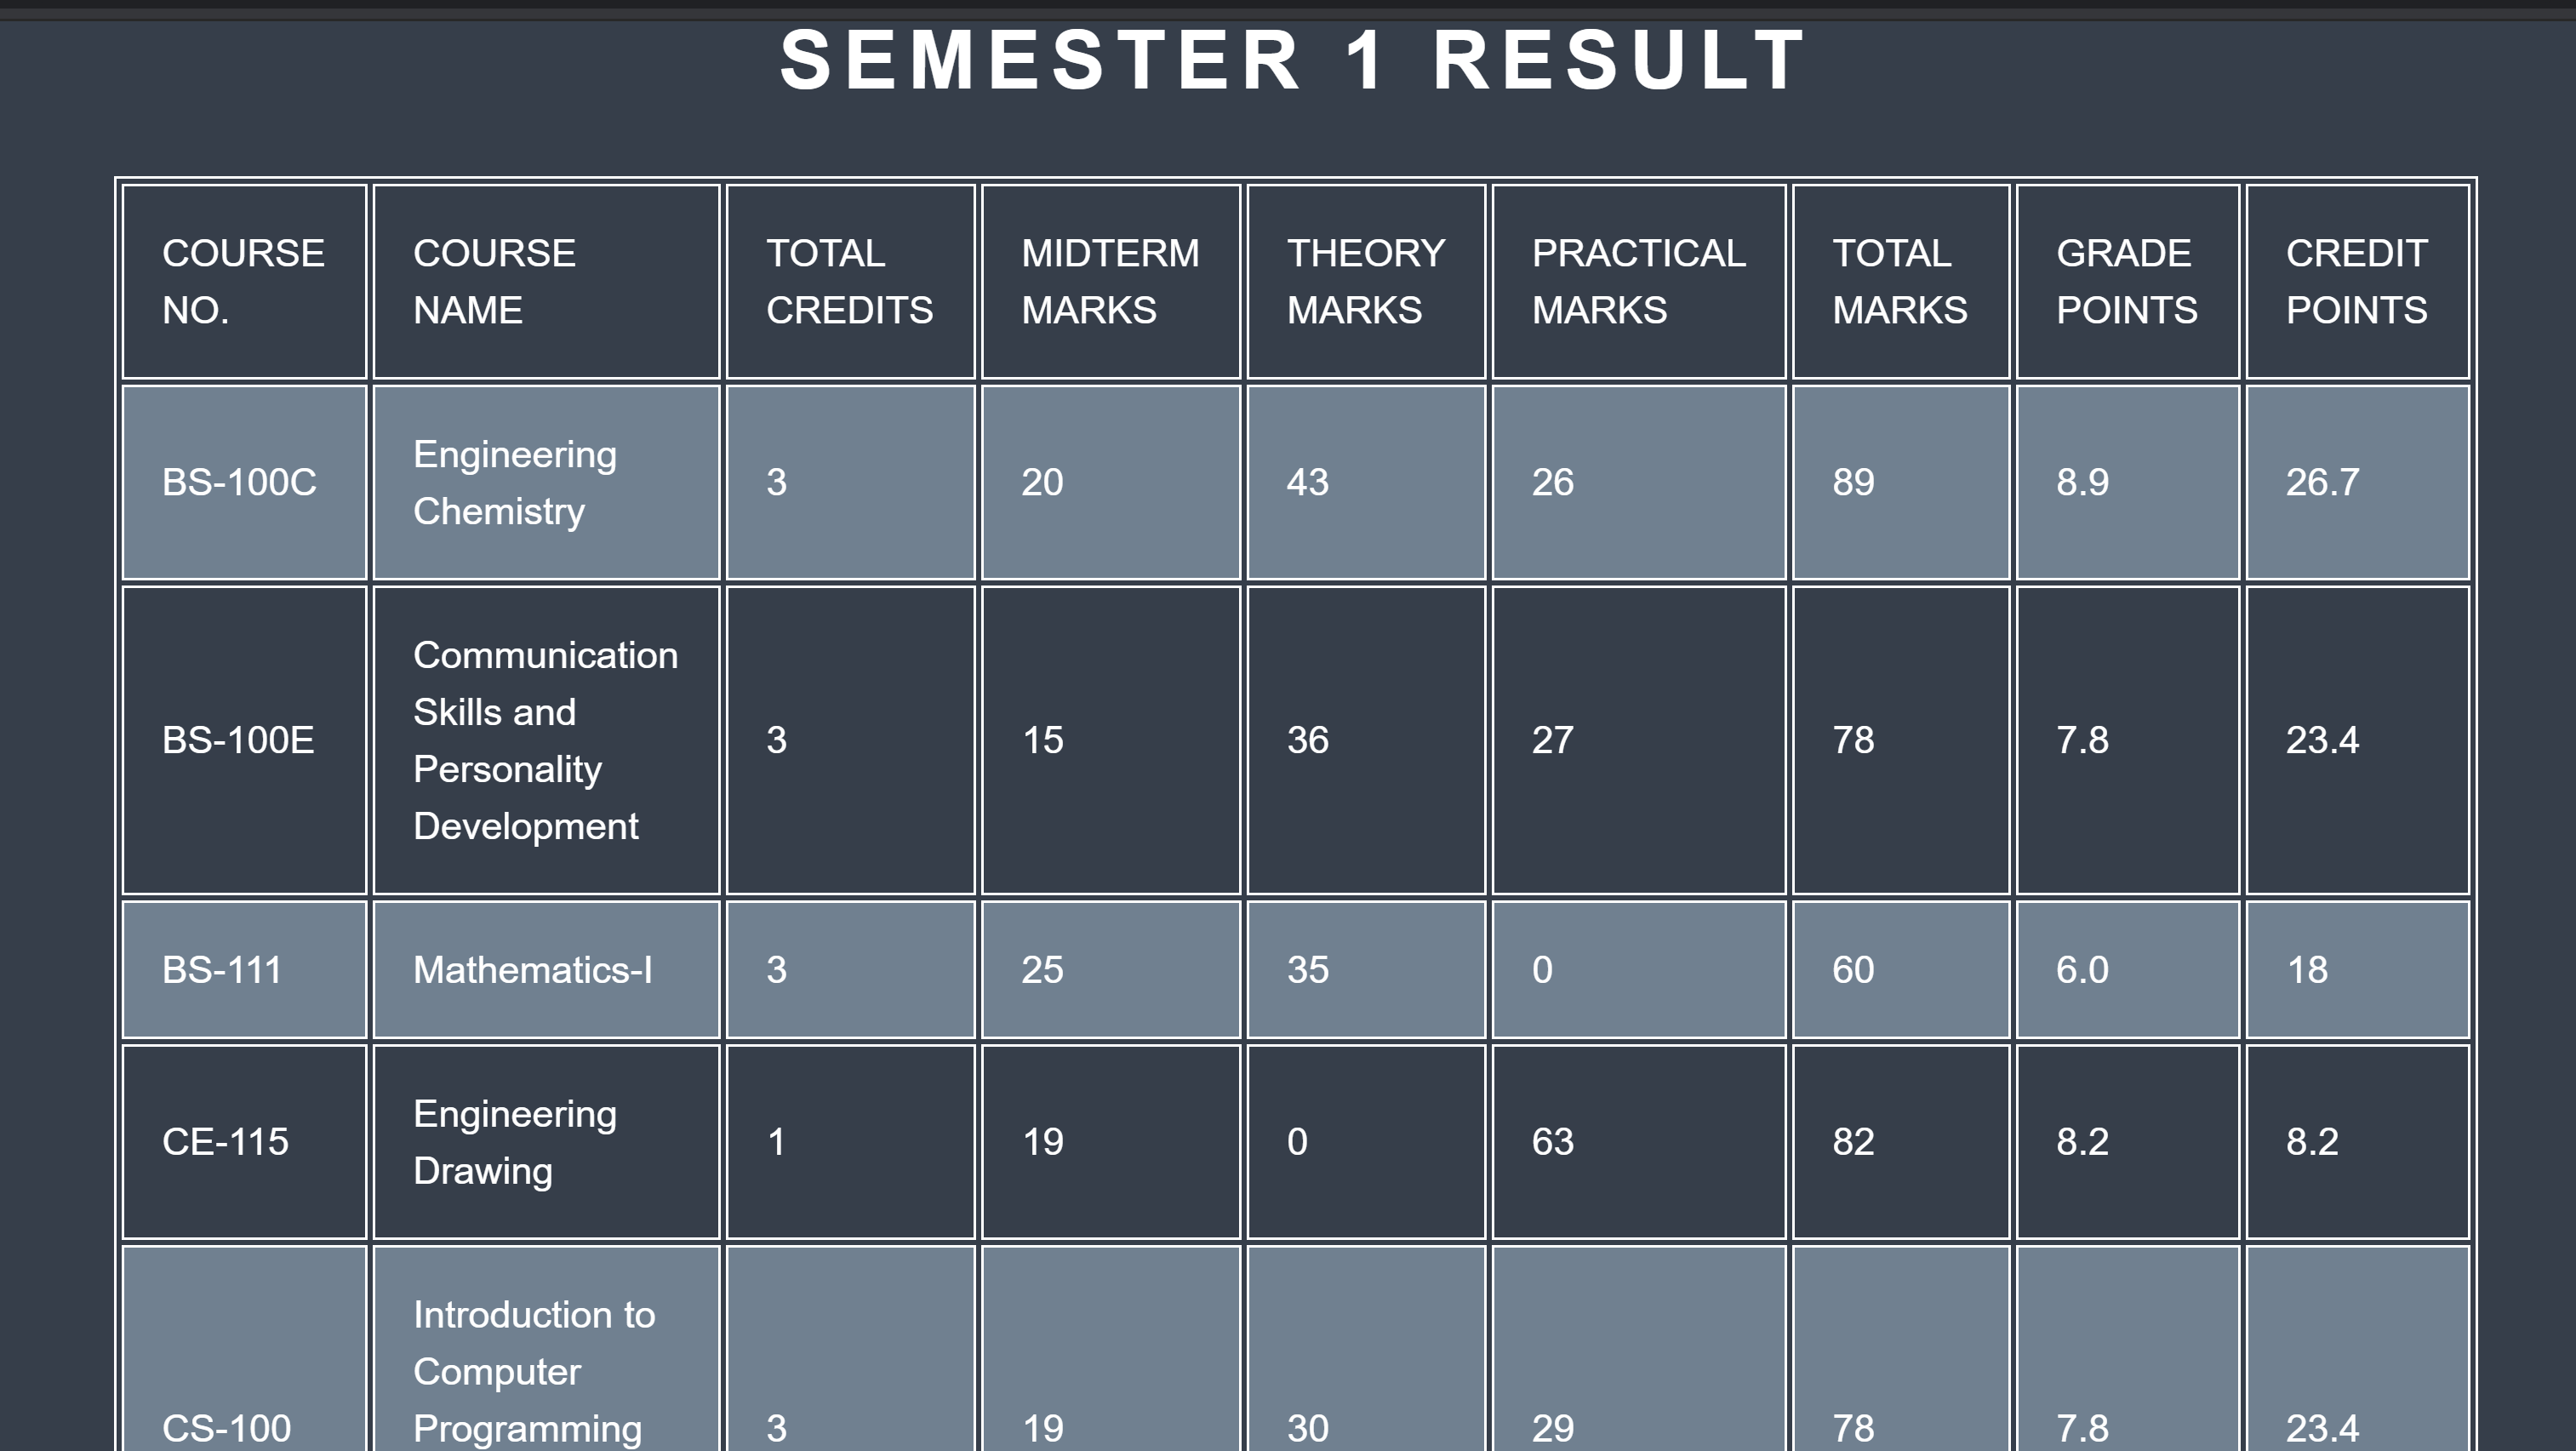 SEMESTER 1 RESULT
COURSE NO. COURSE NAME TOTAL CREDITS MIDTERM MARKS THEORY MARKS PRACTICAL MARKS TOTAL MARKS GRADE POINTS CREDIT POINTS
BS-100C Engineering Chemistry 3 20 43 26 89 8.9 26.7
BS-100E Communication Skills and Personality Development 3 15 36 27 78 7.8 23.4
BS-111 Mathematics-I 3 25 35 0 60 6.0 18
CE-115 Engineering Drawing 1 19 0 63 82 8.2 8.2
CS-100 Introduction to Computer Programming 3 19 30 29 78 7.8 23.4